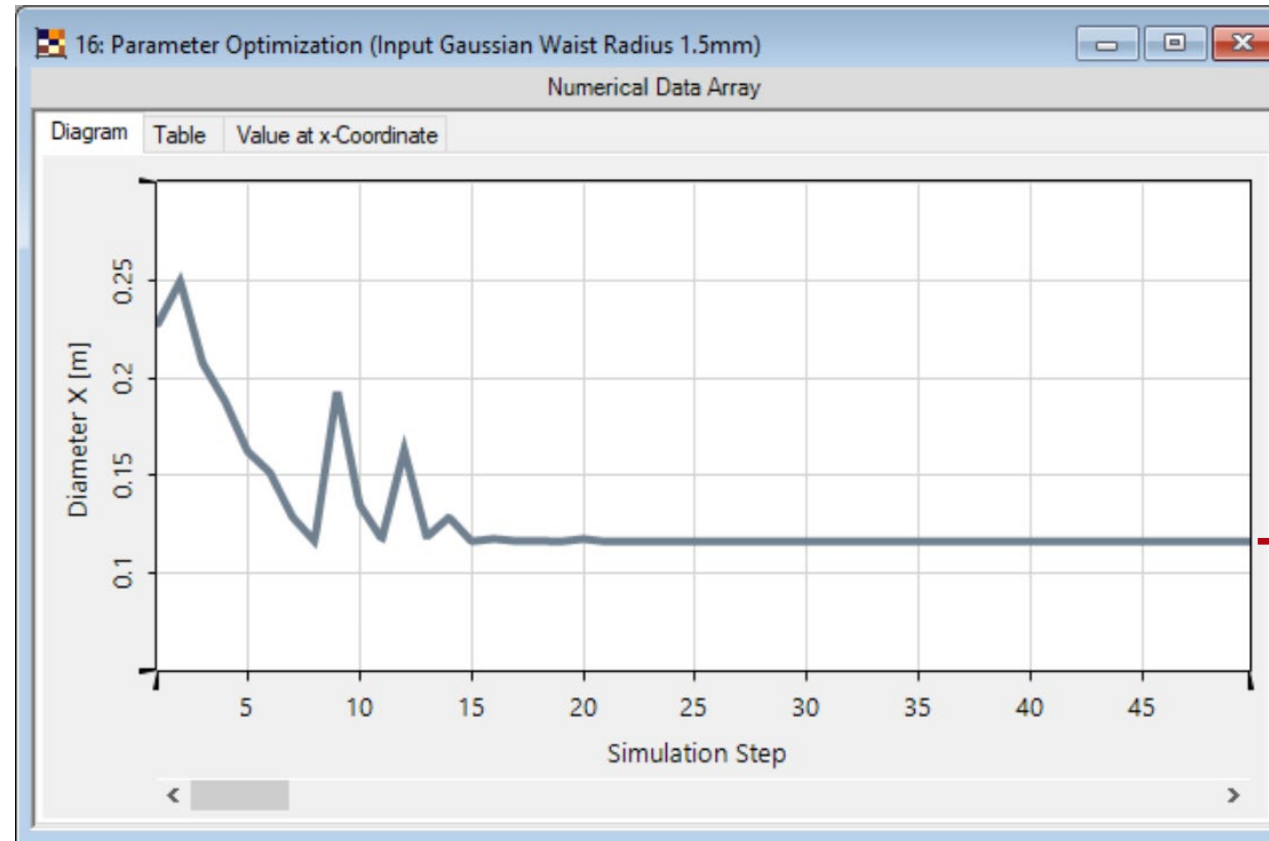 16: Parameter Optimization (Input Gaussian Waist Radius 1.5mm)
Numerical Data Array
Diagram Table Value at x-Coordinate
Diameter X [m]
0.25
0.2
0.15
0.1
5 10 15 20 25 30 35 40 45
Simulation Step